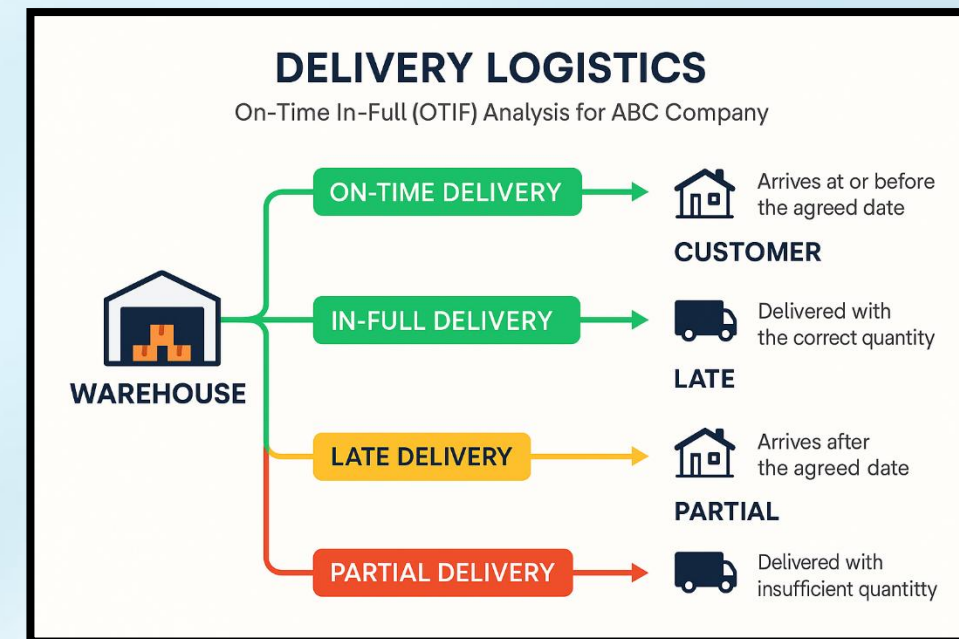 DELIVERY LOGISTICS
On-Time In-Full (OTIF) Analysis for ABC Company
ON-TIME DELIVERY
Arrives at or before
the agreed date
CUSTOMER
IN-FULL DELIVERY
Delivered with
the correct quantity
LATE
WAREHOUSE
LATE DELIVERY
Arrives after
the agreed date
PARTIAL
PARTIAL DELIVERY
Delivered with
insufficient quantitty